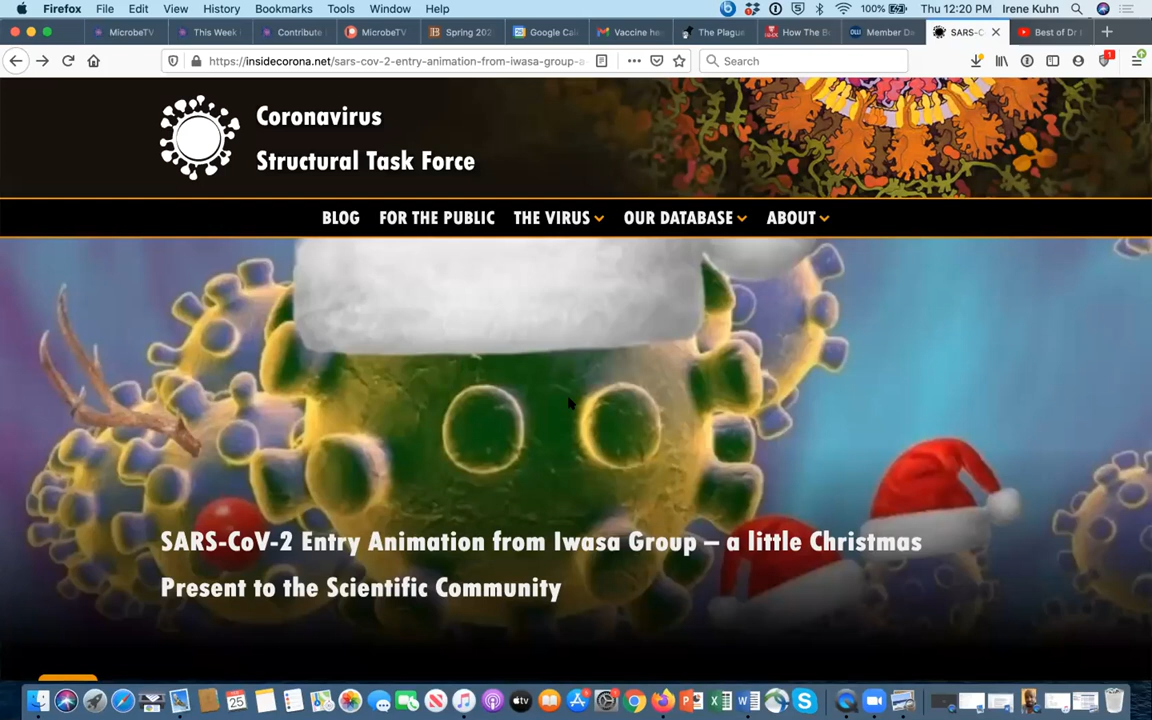 Firefox File Edit View History Bookmarks Tools Window Help 100% Thu 12:20 PM Irene Kuhn
MicrobeTV This Week Contribute MicrobeTV Spring 202 Google Cal Vaccine he The Plague How The B Member Da SARS-C Best of Dr
https://insidecorona.net/sars-cov-2-entry-animation-from-iwasa-group-a Search 1
Coronavirus
Structural Task Force
BLOG FOR THE PUBLIC THE VIRUS OUR DATABASE ABOUT
SARS-CoV-2 Entry Animation from Iwasa Group – a little Christmas
Present to the Scientific Community
25 tv